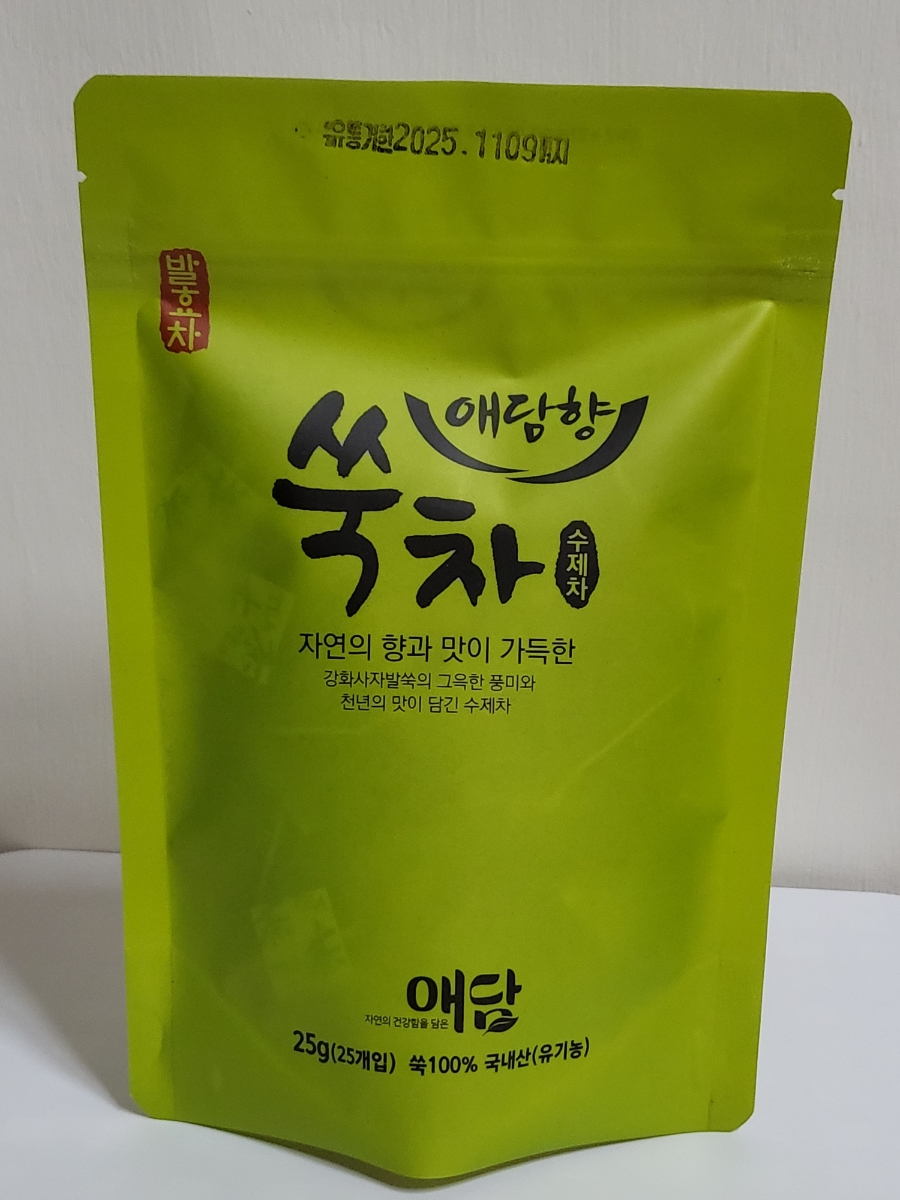 유통기한2025.1109까지
발효차
애담향
쑥차
수제차
자연의 향과 맛이 가득한
강화사자발쑥의 그윽한 풍미와
천년의 맛이 담긴 수제차
애담
자연의 건강함을 담은
25g(25개입) 쑥100% 국내산(유기농)